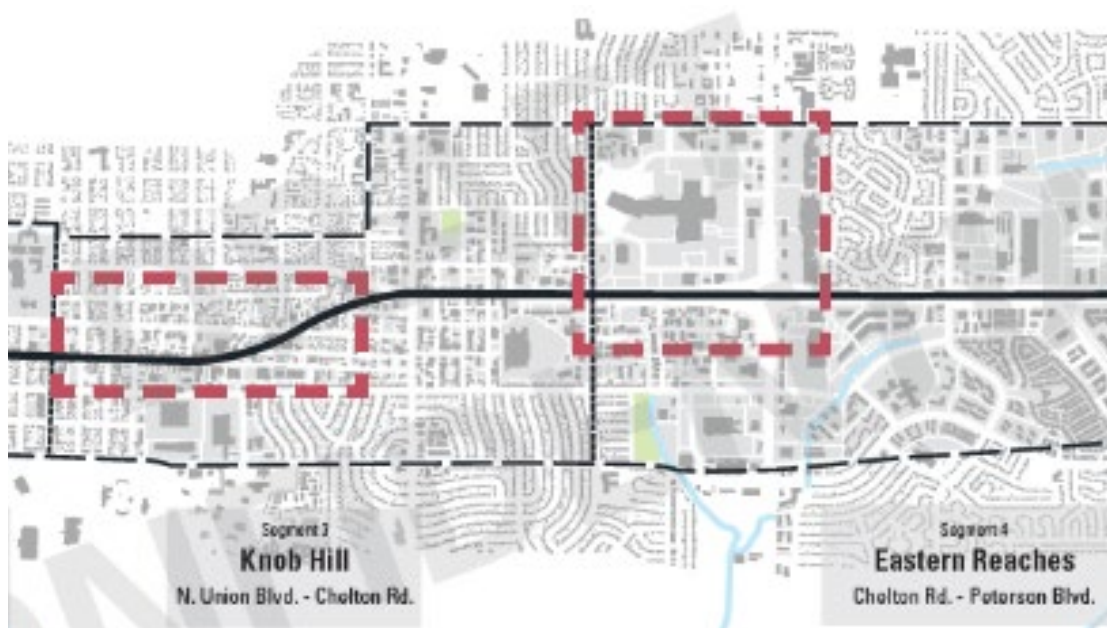 Segment 3
Knob Hill
N. Union Blvd. - Chelton Rd.
Segment 4
Eastern Reaches
Chelton Rd. - Peterson Blvd.